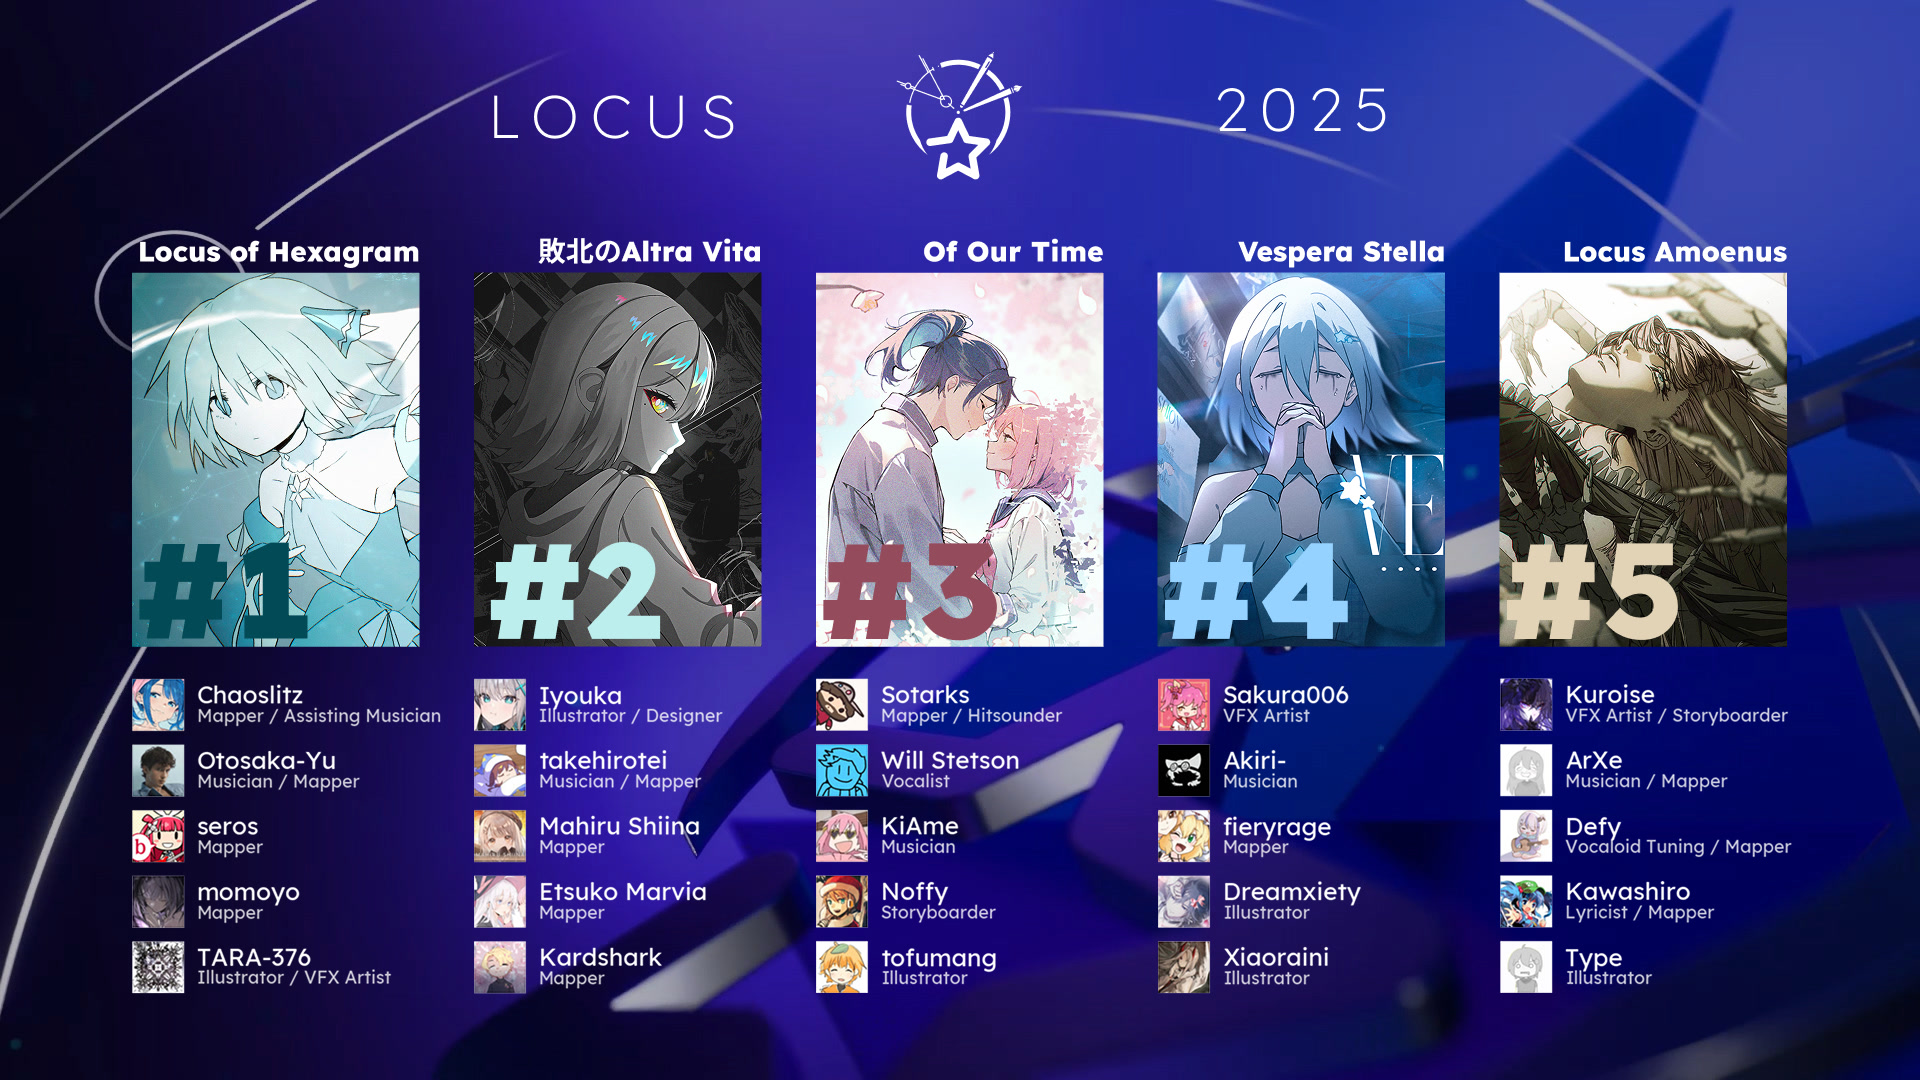 LOCUS
2025
Locus of Hexagram
#1
Chaoslitz
Mapper / Assisting Musician
Otosaka-Yu
Musician / Mapper
seros
Mapper
momoyo
Mapper
TARA-376
Illustrator / VFX Artist
敗北のAltra Vita
#2
Iyouka
Illustrator / Designer
takehirotei
Musician / Mapper
Mahiru Shiina
Mapper
Etsuko Marvia
Mapper
Kardshark
Mapper
Of Our Time
#3
Sotarks
Mapper / Hitsounder
Will Stetson
Vocalist
KiAme
Musician
Noffy
Storyboarder
tofumang
Illustrator
Vespera Stella
VE
....
#4
Sakura006
VFX Artist
Akiri-
Musician
fieryrage
Mapper
Dreamxiety
Illustrator
Xiaoraini
Illustrator
Locus Amoenus
#5
Kuroise
VFX Artist / Storyboarder
ArXe
Musician / Mapper
Defy
Vocaloid Tuning / Mapper
Kawashiro
Lyricist / Mapper
Type
Illustrator
b